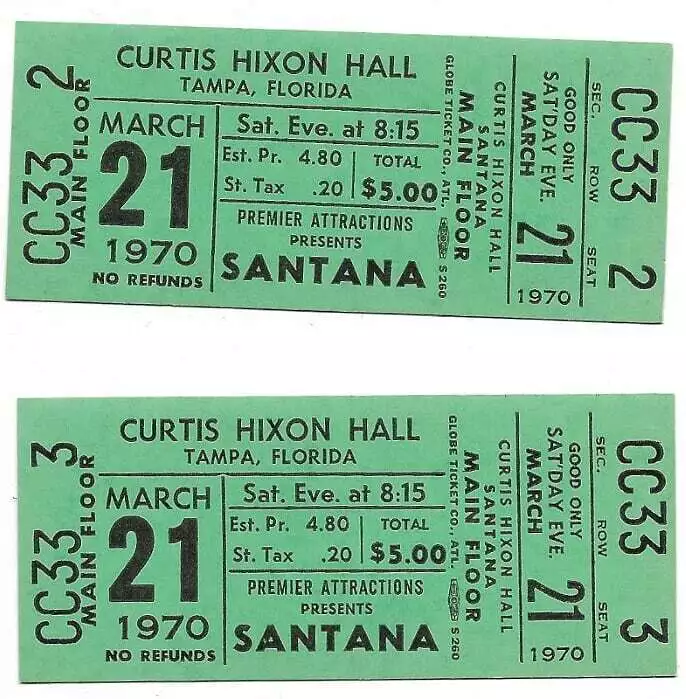 CC33 2
MAIN FLOOR
CURTIS HIXON HALL
TAMPA, FLORIDA
MARCH
21
1970
NO REFUNDS
Sat. Eve. at 8:15
Est. Pr. 4.80
St. Tax .20
TOTAL
$5.00
PREMIER ATTRACTIONS
PRESENTS
SANTANA
GLOBE TICKET CO., ATL. S 260
MAIN FLOOR
SANTANA
CURTIS HIXON HALL
GOOD ONLY
SAT'DAY EVE.
MARCH
21
1970
SEC. ROW SEAT
CC33 2
CC33 3
MAIN FLOOR
CURTIS HIXON HALL
TAMPA, FLORIDA
MARCH
21
1970
NO REFUNDS
Sat. Eve. at 8:15
Est. Pr. 4.80
St. Tax .20
TOTAL
$5.00
PREMIER ATTRACTIONS
PRESENTS
SANTANA
GLOBE TICKET CO., ATL. S 260
MAIN FLOOR
SANTANA
CURTIS HIXON HALL
GOOD ONLY
SAT'DAY EVE.
MARCH
21
1970
SEC. ROW SEAT
CC33 3